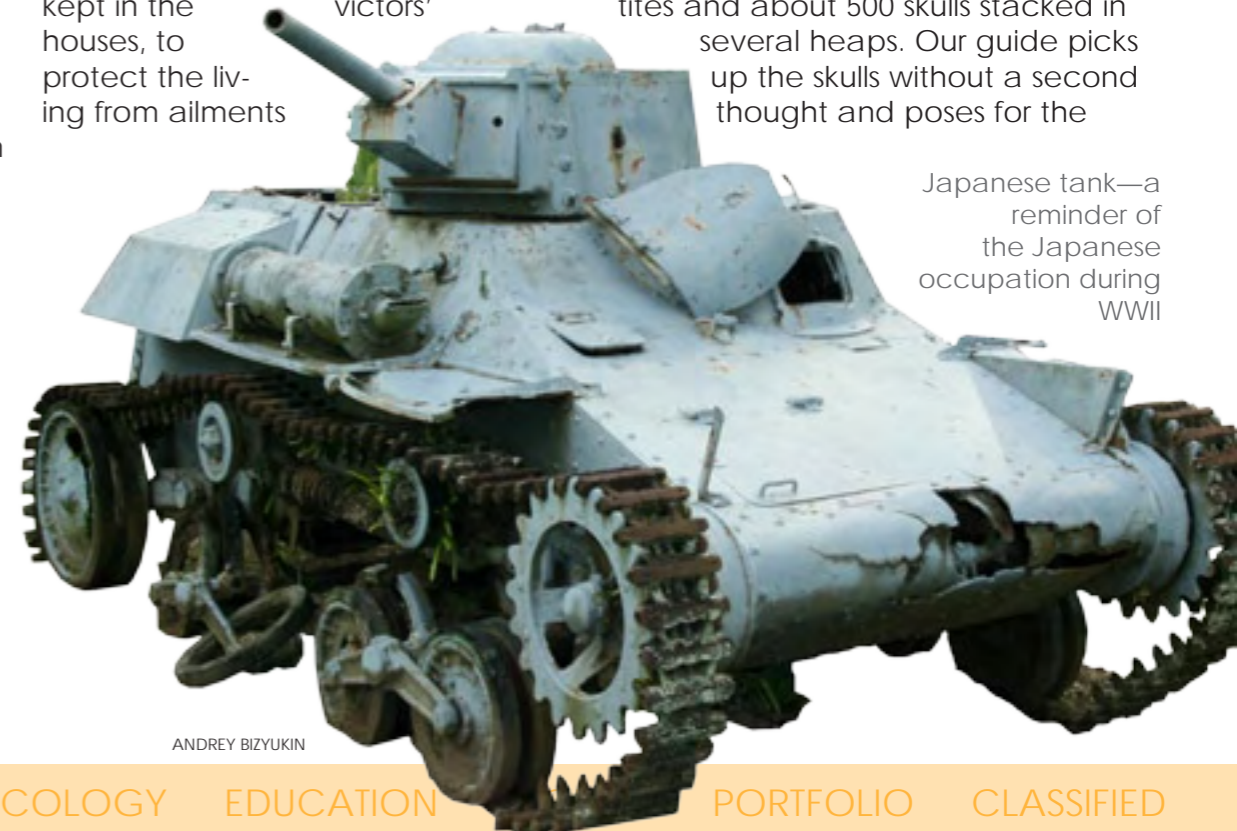 kept in the victors'
houses, to
protect the liv-
ing from ailments
tites and about 500 skulls stacked in
several heaps. Our guide picks
up the skulls without a second
thought and poses for the
Japanese tank—a
reminder of
the Japanese
occupation during
WWII
ANDREY BIZYUKIN
COLOGY EDUCATION PORTFOLIO CLASSIFIED